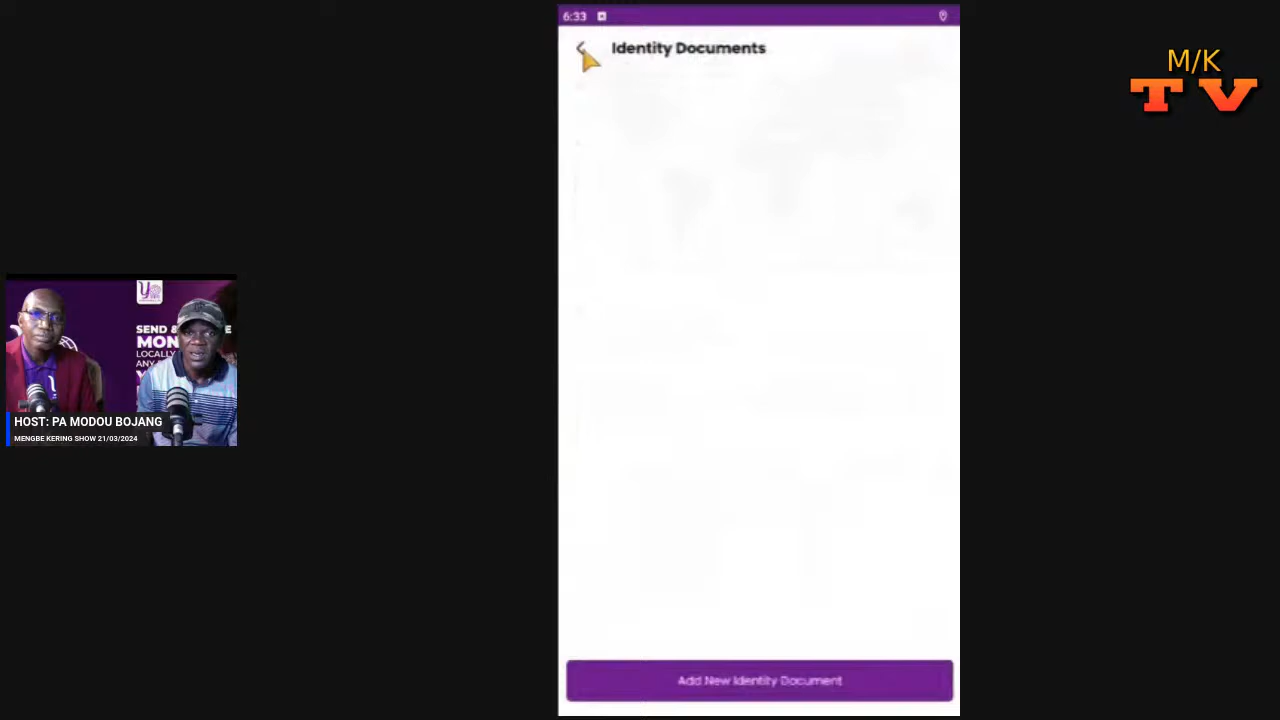 6:33
Identity Documents
M/K
TV
SEND &
MON
LOCALLY
ANY
HOST: PA MODOU BOJANG
MENGBE KERING SHOW 21/03/2024
Add New Identity Document